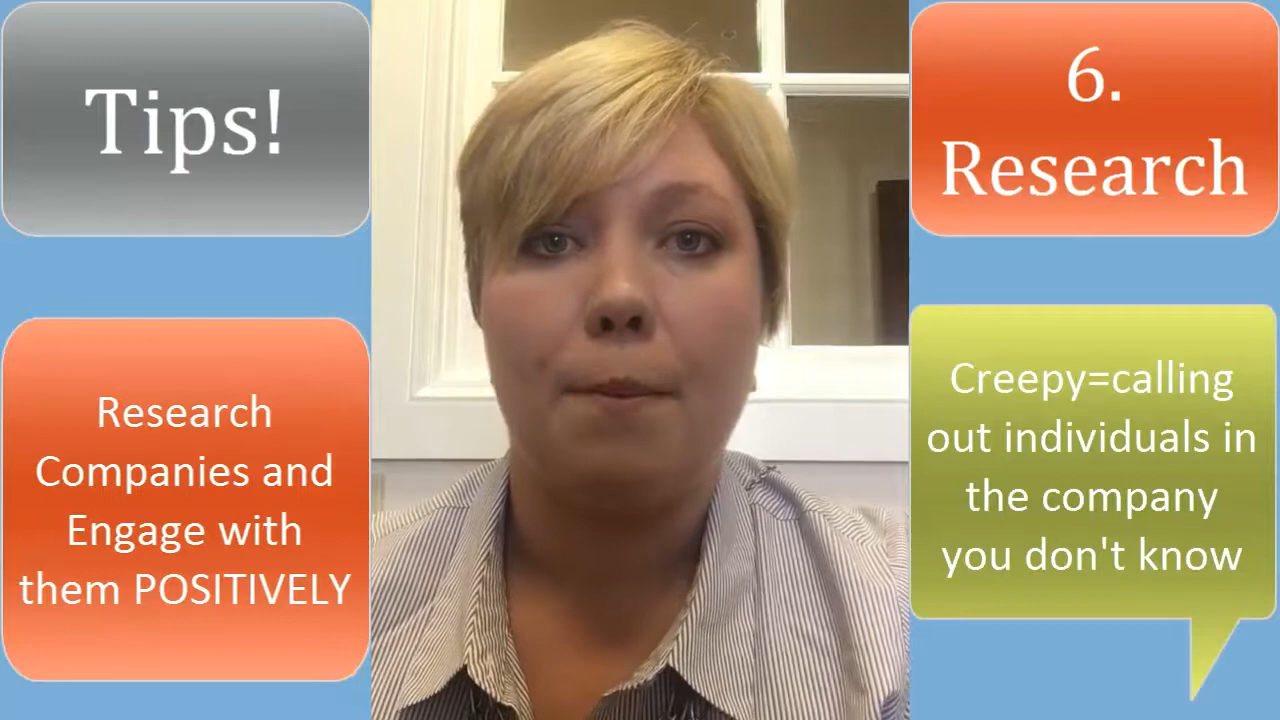 Tips!
6.
Research
Research
Companies and
Engage with
them POSITIVELY
Creepy=calling
out individuals in
the company
you don't know